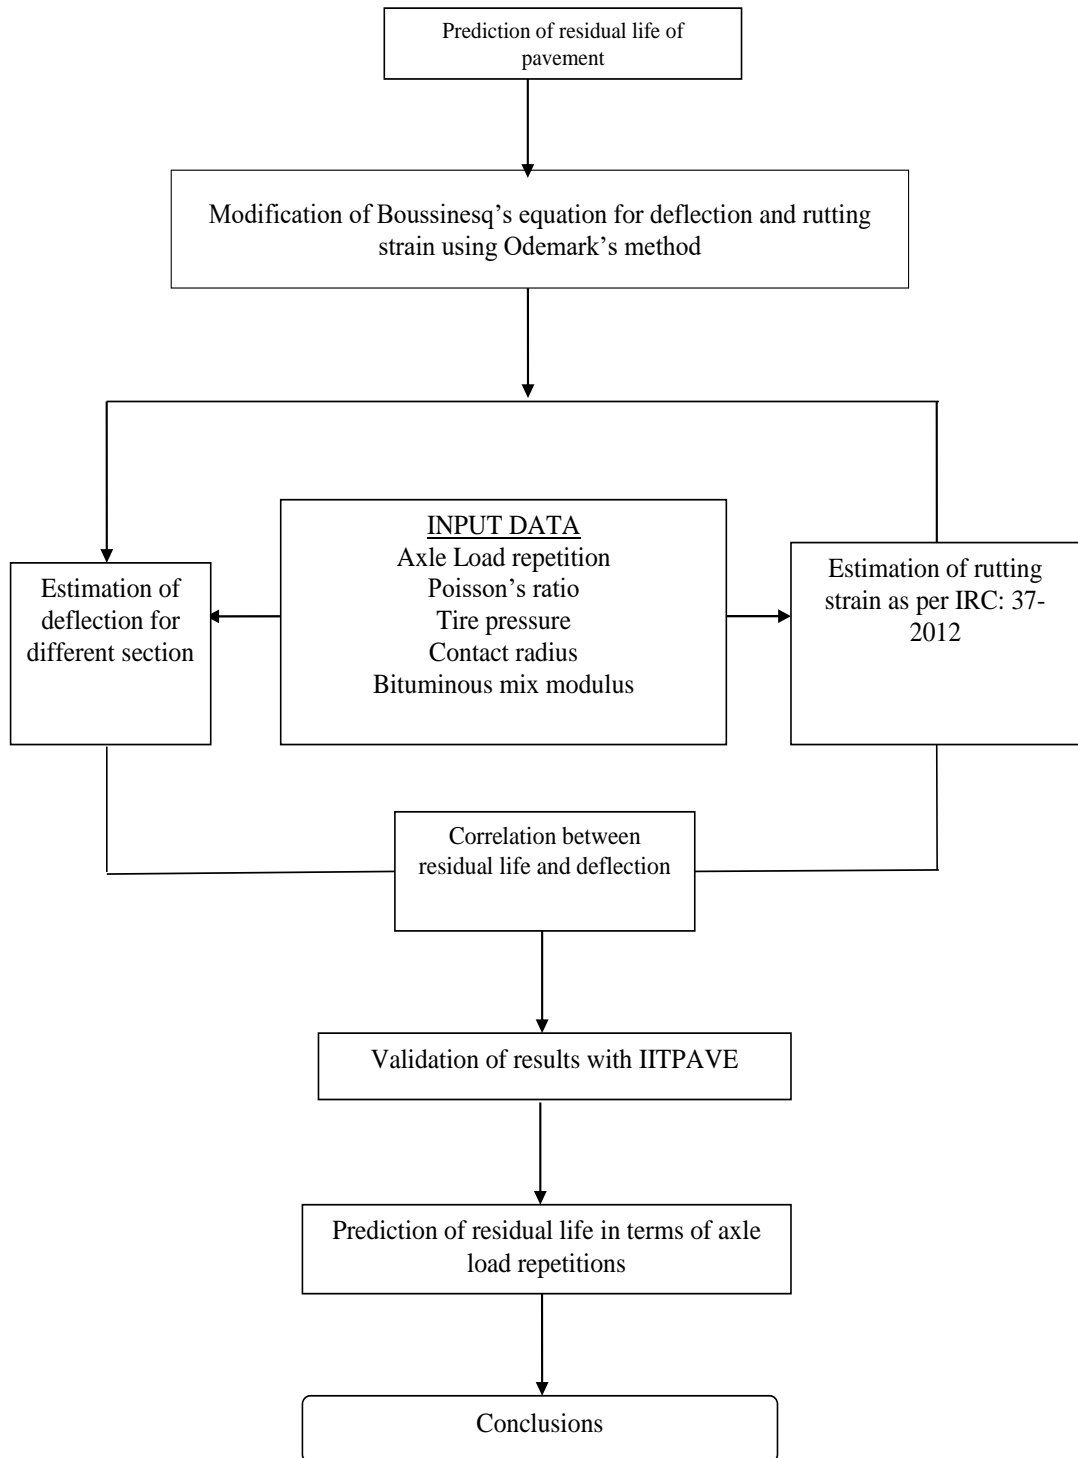 Prediction of residual life of
pavement
Modification of Boussinesq’s equation for deflection and rutting
strain using Odemark’s method
INPUT DATA
Axle Load repetition
Poisson’s ratio
Tire pressure
Contact radius
Bituminous mix modulus
Estimation of
deflection for
different section
Estimation of rutting
strain as per IRC: 37-
2012
Correlation between
residual life and deflection
Validation of results with IITPAVE
Prediction of residual life in terms of axle
load repetitions
Conclusions